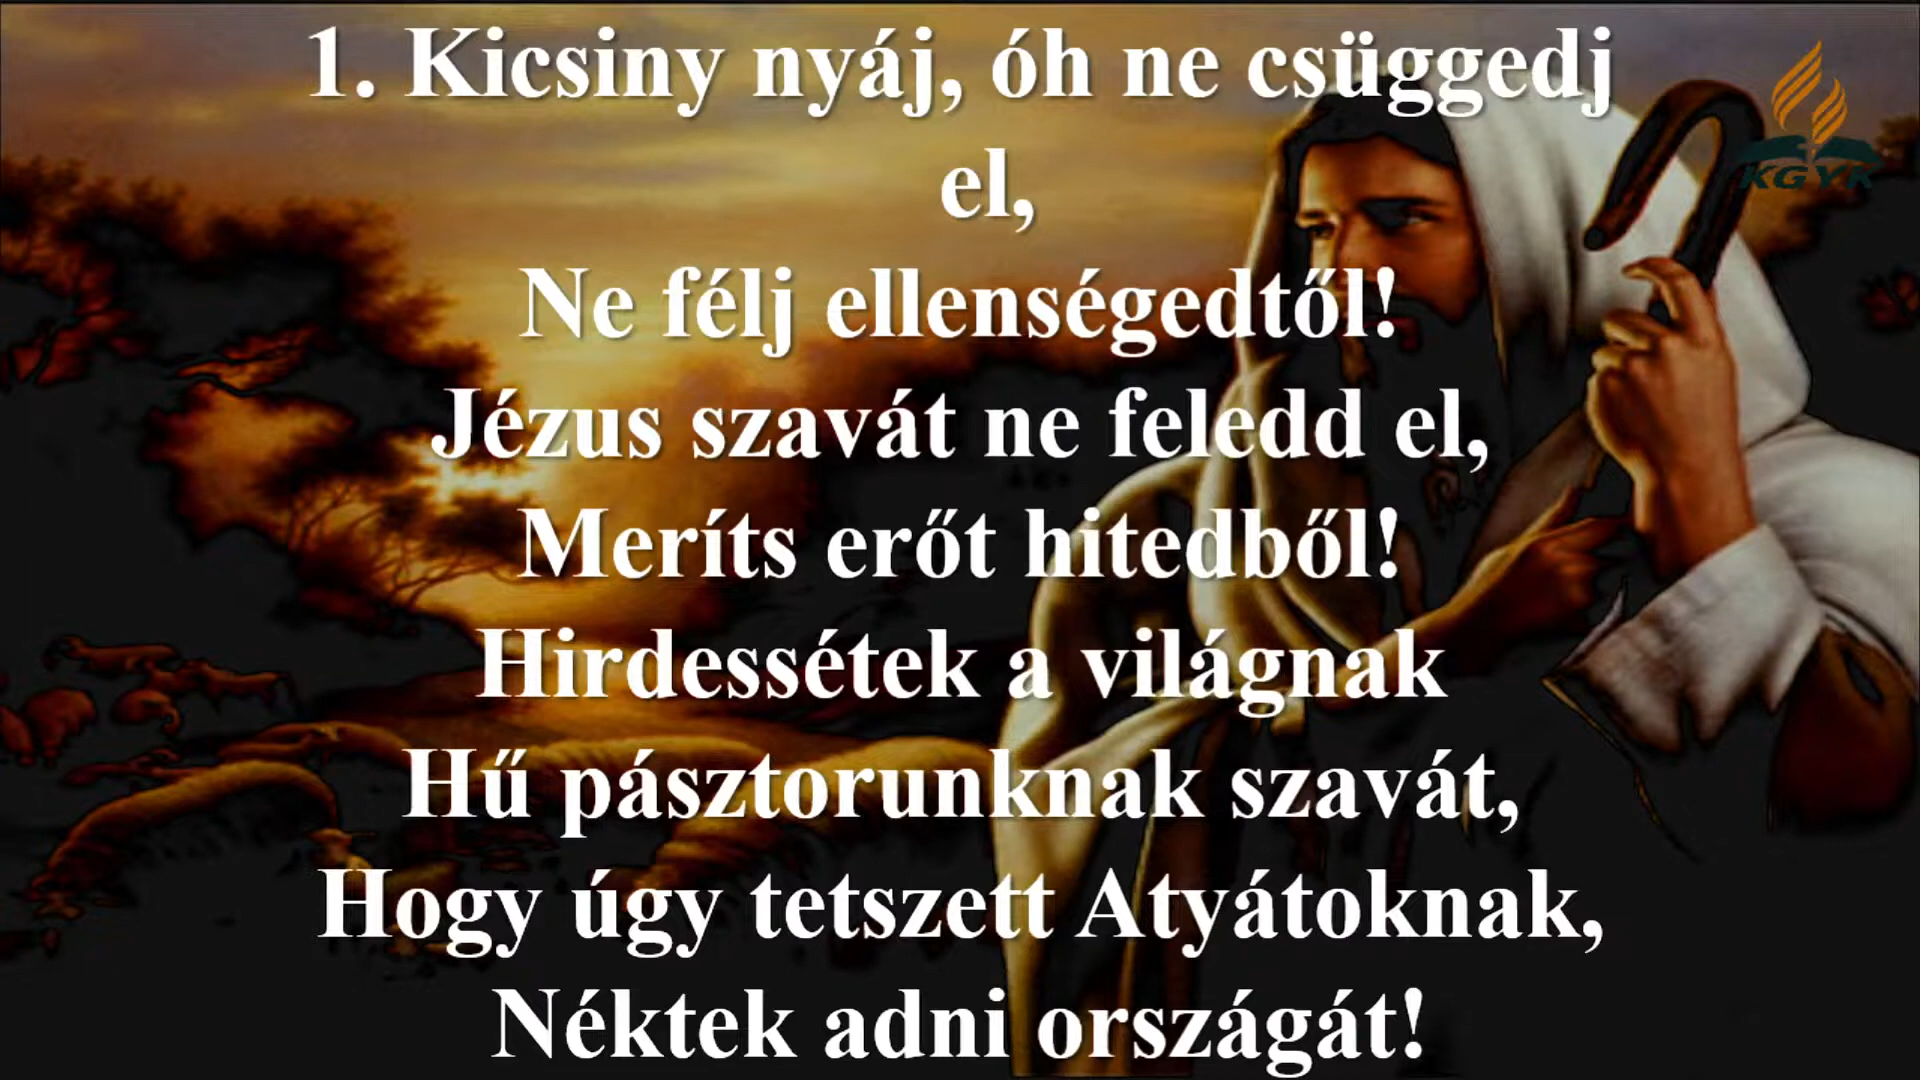 1. Kicsiny nyáj, óh ne csüggedj
el,
Ne félj ellenségedtől!
Jézus szavát ne feledd el,
Meríts erőt hitedből!
Hirdessétek a világnak
Hű pásztorunknak szavát,
Hogy úgy tetszett Atyátoknak,
Néktek adni országát!
KGYK